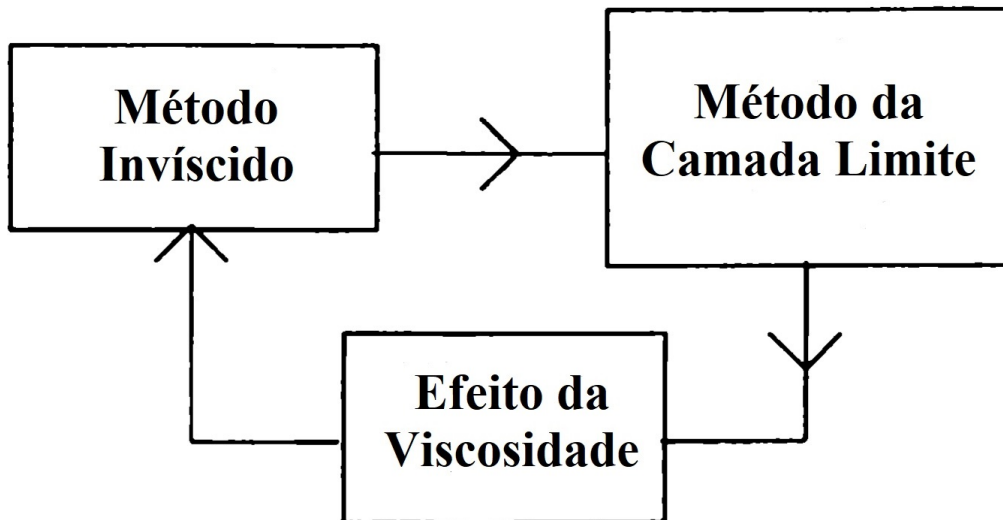 Método
Invíscido
Método da
Camada Limite
Efeito da
Viscosidade